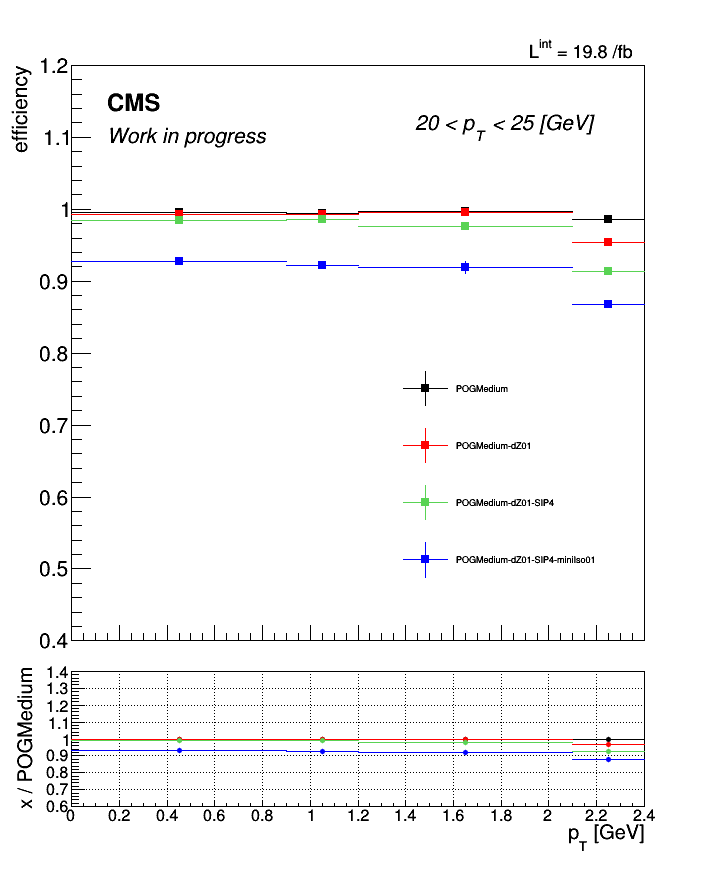 L^int = 19.8 /fb
efficiency
CMS
Work in progress
20 < p_T < 25 [GeV]
1.2
1.1
1
0.9
0.8
0.7
0.6
0.5
0.4
POGMedium
POGMedium-dZ01
POGMedium-dZ01-SIP4
POGMedium-dZ01-SIP4-miniIso01
x / POGMedium
1.4
1.3
1.2
1.1
1
0.9
0.8
0.7
0.6
0 0.2 0.4 0.6 0.8 1 1.2 1.4 1.6 1.8 2 2.2 2.4
p_T [GeV]